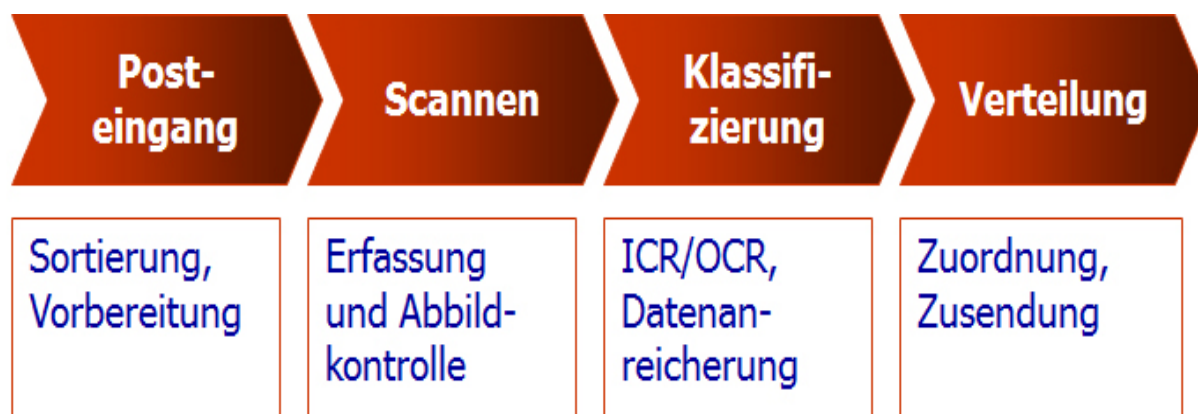 Post-
eingang
Scannen
Klassifi-
zierung
Verteilung
Sortierung,
Vorbereitung
Erfassung
und Abbild-
kontrolle
ICR/OCR,
Datenan-
reicherung
Zuordnung,
Zusendung